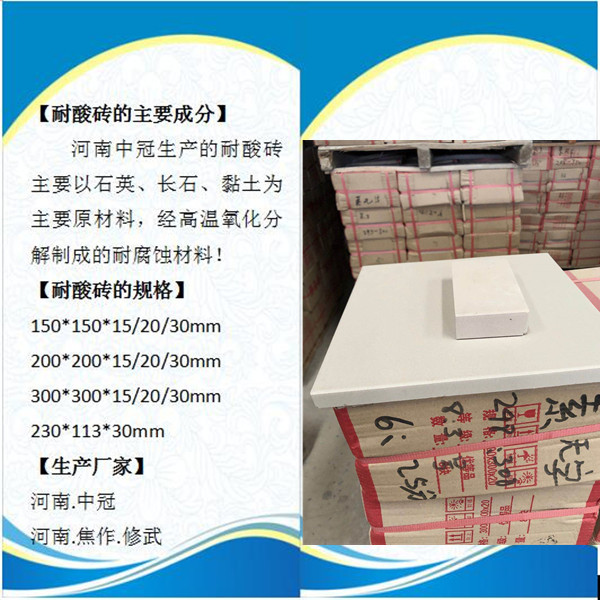 【耐酸砖的主要成分】
河南中冠生产的耐酸砖
主要以石英、长石、黏土为
主要原材料，经高温氧化分
解制成的耐腐蚀材料！
【耐酸砖的规格】
150*150*15/20/30mm
200*200*15/20/30mm
300*300*15/20/30mm
230*113*30mm
【生产厂家】
河南.中冠
河南.焦作.修武